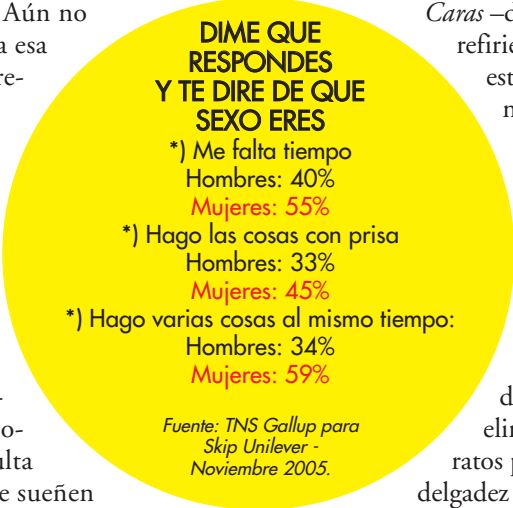 Aún no
a esa
re-
DIME QUE
RESPONDES
Y TE DIRE DE QUE
SEXO ERES
*) Me falta tiempo
Hombres: 40%
Mujeres: 55%
*) Hago las cosas con prisa
Hombres: 33%
Mujeres: 45%
*) Hago varias cosas al mismo tiempo:
Hombres: 34%
Mujeres: 59%
Fuente: TNS Gallup para
Skip Unilever -
Noviembre 2005.
Caras –d
refirie
est
n
-
o-
ulta
e sueñen
d
elin
ratos p
delgadez